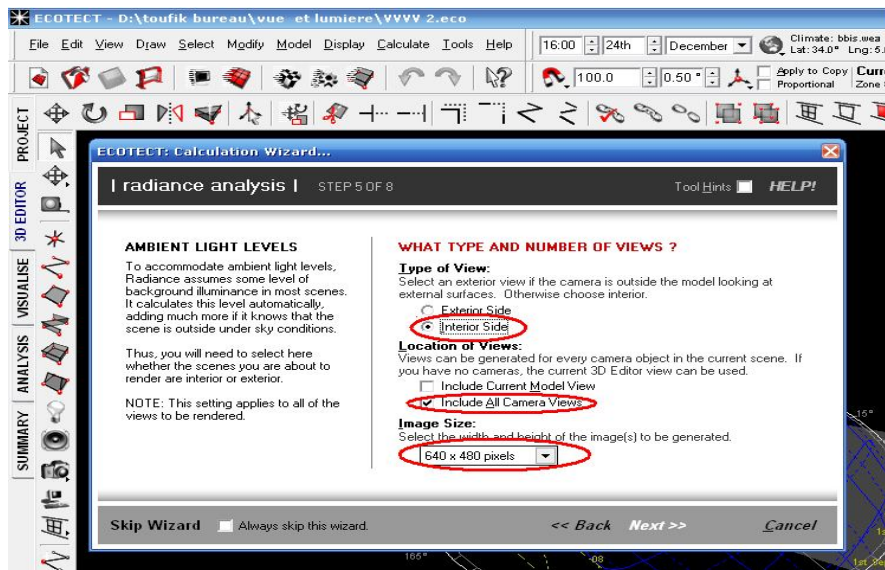 ECOTECT - D:\toufik bureau\vue et lumiere\VVVV 2.eco
File Edit View Draw Select Modify Model Display Calculate Tools Help
16:00 24th December
Climate: bbis.wea
Lat: 34.0° Lng: 5.
100.0 0.50 °
Apply to Copy
Proportional
Curr
Zone
PROJECT
3D EDITOR
VISUALISE
ANALYSIS
SUMMARY
ECOTECT: Calculation Wizard...
| radiance analysis | STEP 5 OF 8 Tool Hints HELP!
AMBIENT LIGHT LEVELS
To accommodate ambient light levels,
Radiance assumes some level of
background illuminance in most scenes.
It calculates this level automatically,
adding much more if it knows that the
scene is outside under sky conditions.
Thus, you will need to select here
whether the scenes you are about to
render are interior or exterior.
NOTE: This setting applies to all of the
views to be rendered.
WHAT TYPE AND NUMBER OF VIEWS ?
Type of View:
Select an exterior view if the camera is outside the model looking at
external surfaces. Otherwise choose interior.
Exterior Side
Interior Side
Location of Views:
Views can be generated for every camera object in the current scene. If
you have no cameras, the current 3D Editor view can be used.
Include Current Model View
Include All Camera Views
Image Size:
Select the width and height of the image(s) to be generated.
640 x 480 pixels
Skip Wizard Always skip this wizard. << Back Next >> Cancel
15°
165°
08
1st